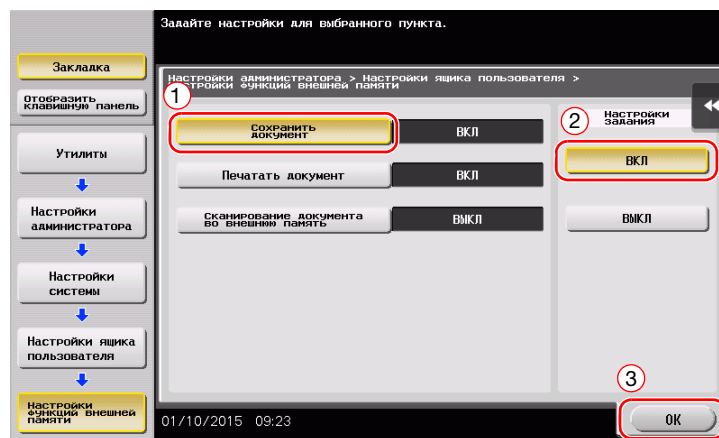 Задайте настройки для выбранного пункта.
Закладка
Отобразить
клавишную панель
Утилиты
Настройки
администратора
Настройки
системы
Настройки ящика
пользователя
Настройки
функций внешней
памяти
Настройки администратора > Настройки ящика пользователя >
Настройки функций внешней памяти
1
Сохранить
документ
ВКЛ
Печатать документ
ВКЛ
Сканирование документа
во внешнюю память
ВЫКЛ
2
Настройки
задания
ВКЛ
ВЫКЛ
3
01/10/2015 09:23
OK